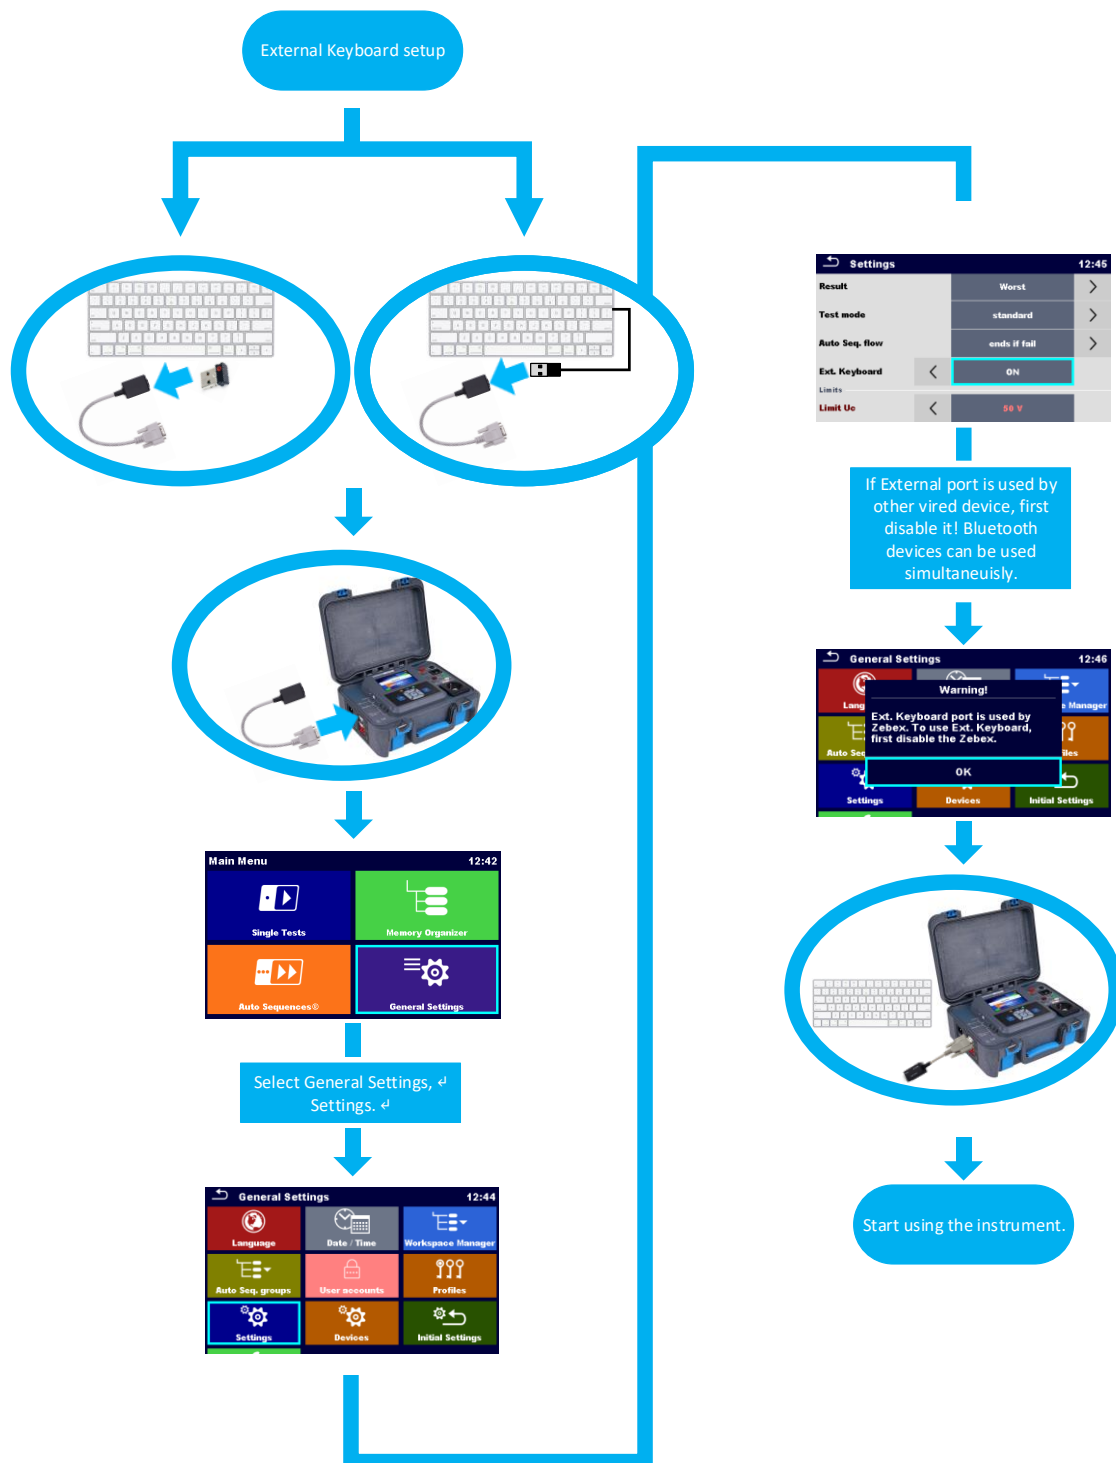 External Keyboard setup
Main Menu 12:42
Single Tests
Memory Organizer
Auto Sequences®
General Settings
Select General Settings, ↵
Settings. ↵
General Settings 12:44
Language
Date / Time
Workspace Manager
Auto Seq. groups
User accounts
Profiles
Settings
Devices
Initial Settings
Settings 12:45
Result Worst
Test mode standard
Auto Seq. flow ends if fail
Ext. Keyboard ON
Limits
Limit Uc 50 V
If External port is used by
other vired device, first
disable it! Bluetooth
devices can be used
simultaneuisly.
General Settings 12:46
Warning!
Ext. Keyboard port is used by
Zebex. To use Ext. Keyboard,
first disable the Zebex.
OK
Lang
e Manager
Auto Se
iles
Settings
Devices
Initial Settings
Start using the instrument.